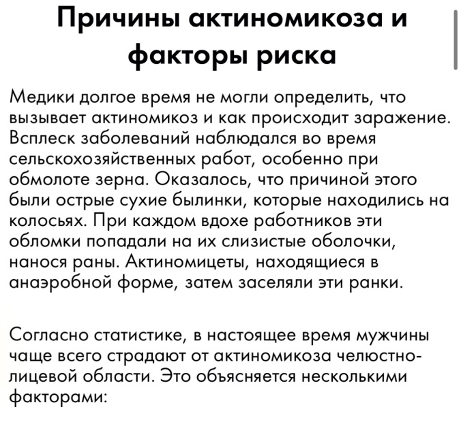 Причины актиномикоза и
факторы риска
Медики долгое время не могли определить, что
вызывает актиномикоз и как происходит заражение.
Всплеск заболеваний наблюдался во время
сельскохозяйственных работ, особенно при
обмолоте зерна. Оказалось, что причиной этого
были острые сухие былинки, которые находились на
колосьях. При каждом вдохе работников эти
обломки попадали на их слизистые оболочки,
нанося раны. Актиномицеты, находящиеся в
анаэробной форме, затем заселяли эти ранки.
Согласно статистике, в настоящее время мужчины
чаще всего страдают от актиномикоза челюстно-
лицевой области. Это объясняется несколькими
факторами: